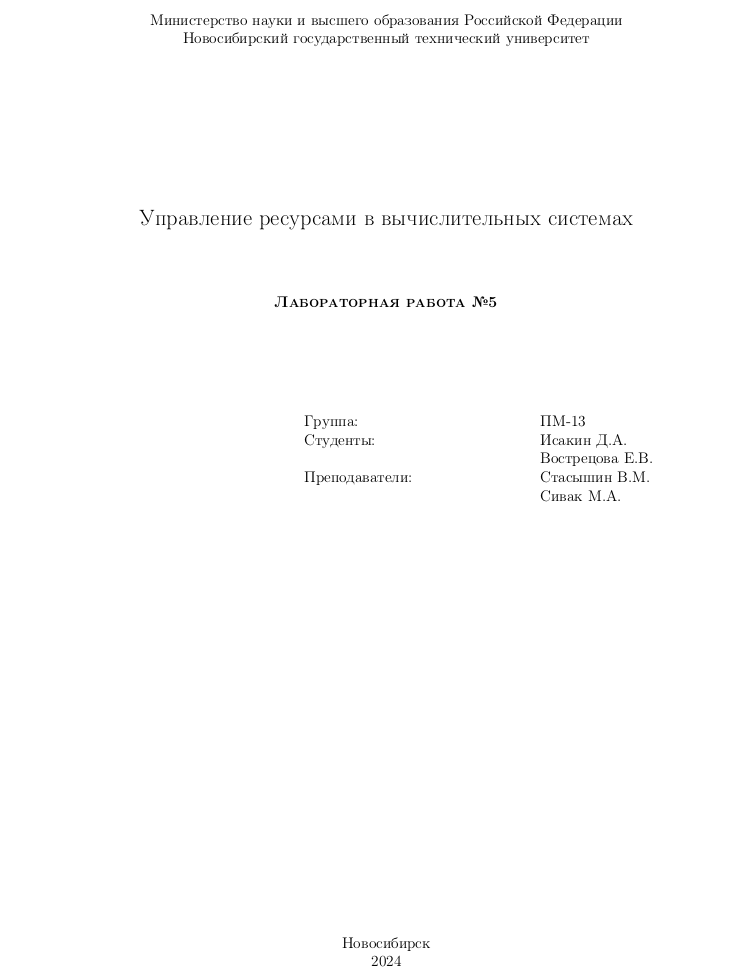 Министерство науки и высшего образования Российской Федерации
Новосибирский государственный технический университет
Управление ресурсами в вычислительных системах
Лабораторная работа №5
Группа: ПМ-13
Студенты: Исакин Д.А.
Вострецова Е.В.
Преподаватели: Стасышин В.М.
Сивак М.А.
Новосибирск
2024